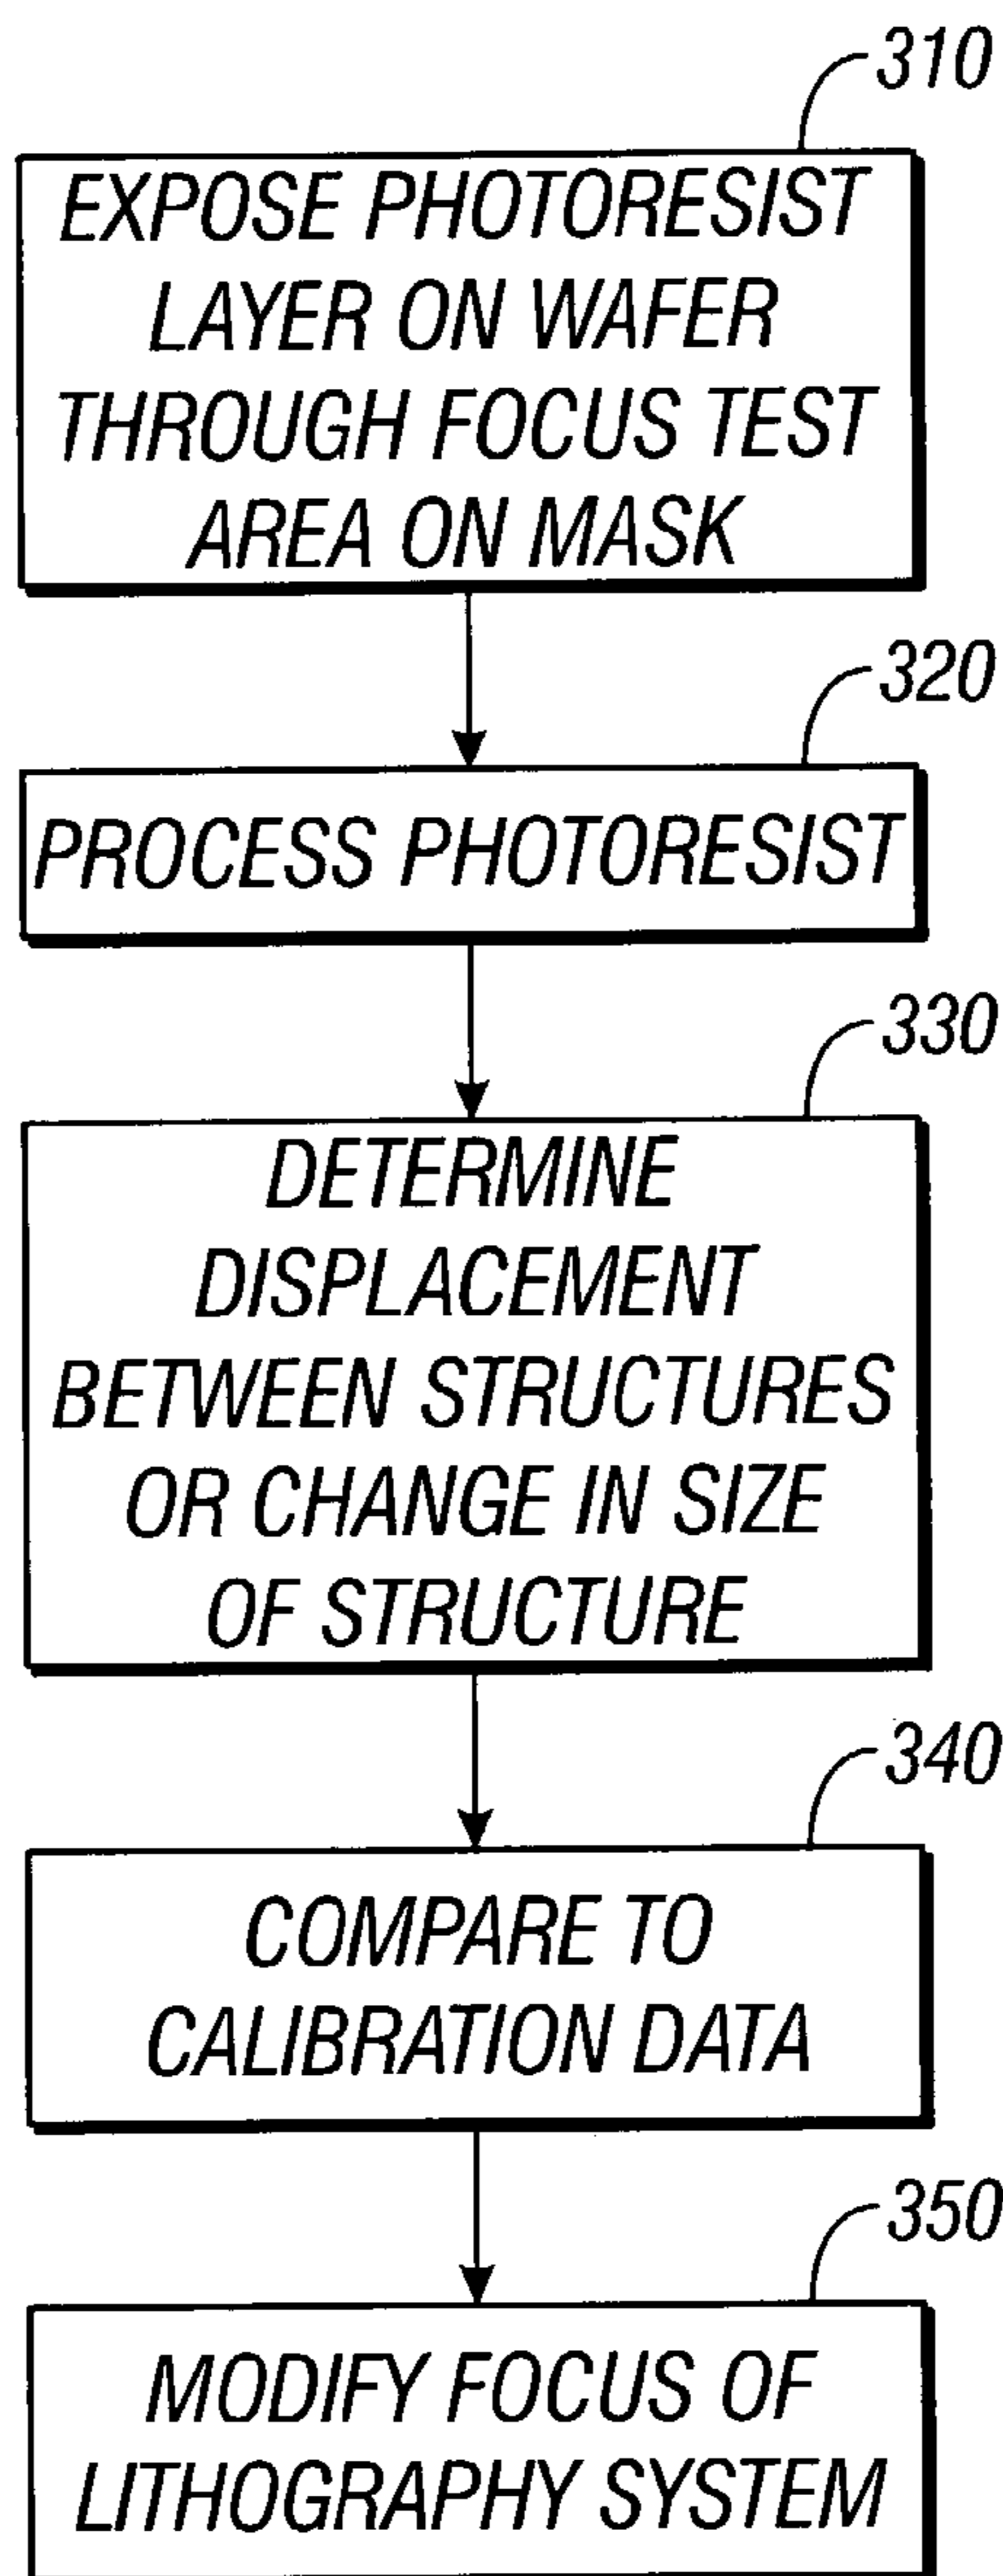 310
EXPOSE PHOTORESIST
LAYER ON WAFER
THROUGH FOCUS TEST
AREA ON MASK
320
PROCESS PHOTORESIST
330
DETERMINE
DISPLACEMENT
BETWEEN STRUCTURES
OR CHANGE IN SIZE
OF STRUCTURE
340
COMPARE TO
CALIBRATION DATA
350
MODIFY FOCUS OF
LITHOGRAPHY SYSTEM